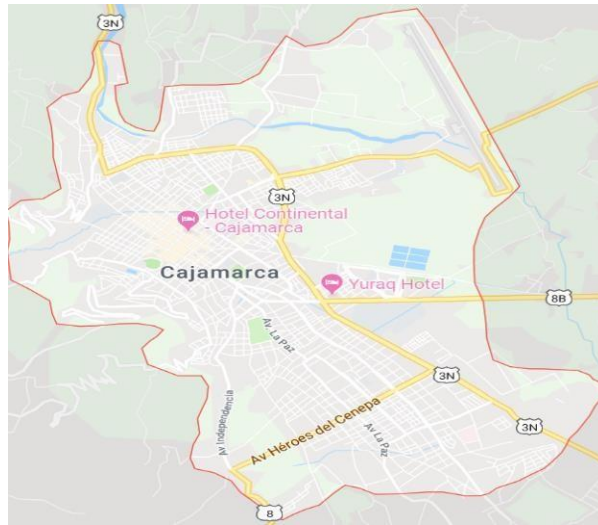 3N
3N
Hotel Continental
- Cajamarca
Cajamarca
Yuraq Hotel
8B
Av. La Paz
3N
Av Héroes del Cenepa
Av Independencia
Av La Paz
3N
8